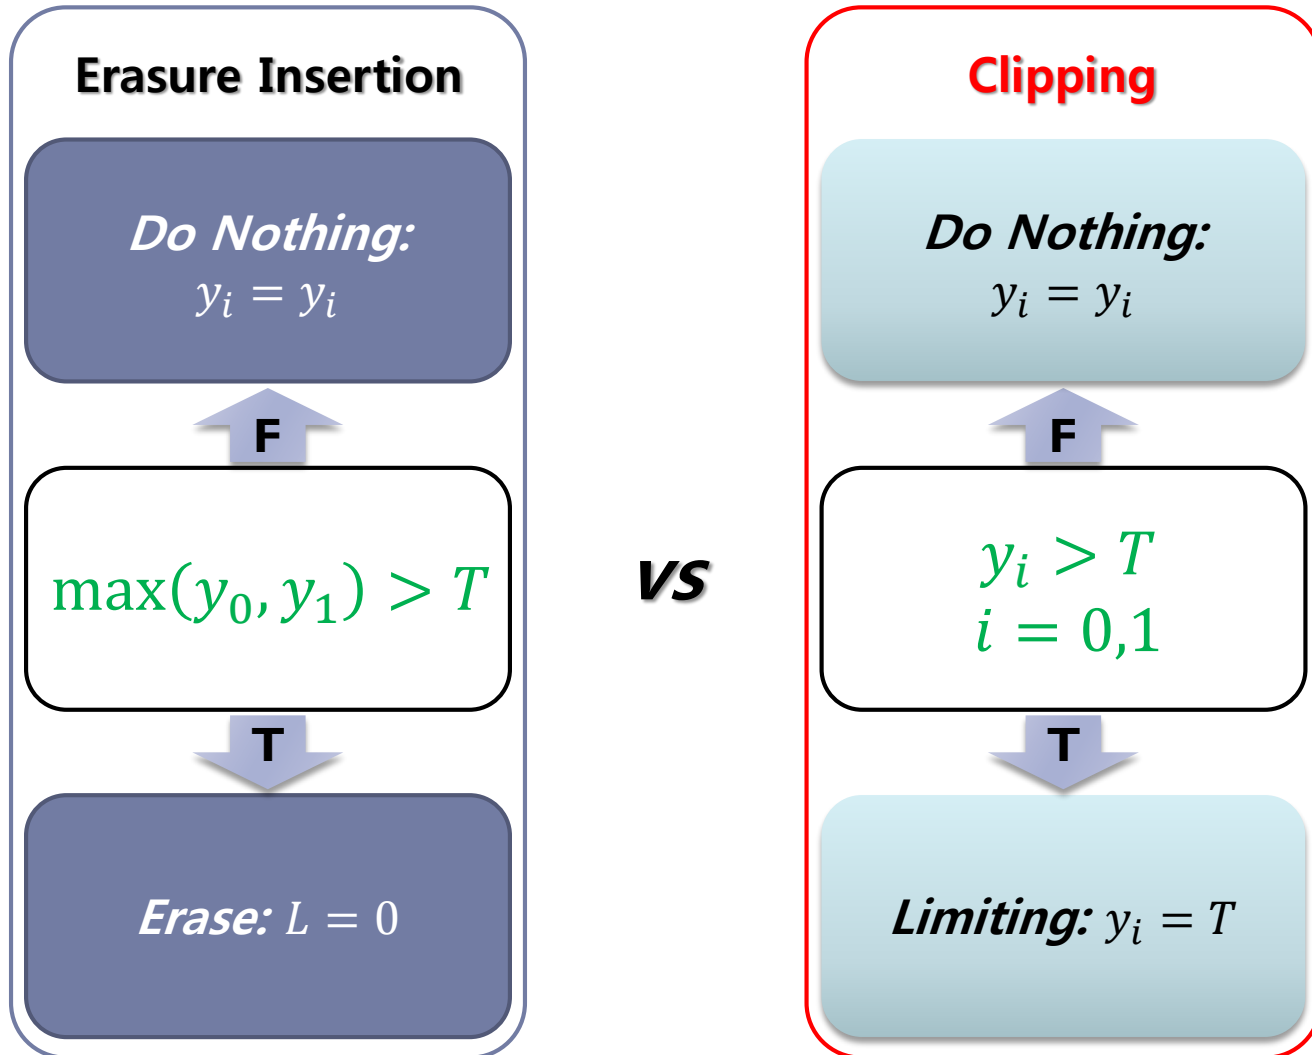 Erasure Insertion
Do Nothing:
y_i = y_i
F
max(y_0, y_1) > T
T
Erase: L = 0
vs
Clipping
Do Nothing:
y_i = y_i
F
y_i > T
i = 0,1
T
Limiting: y_i = T